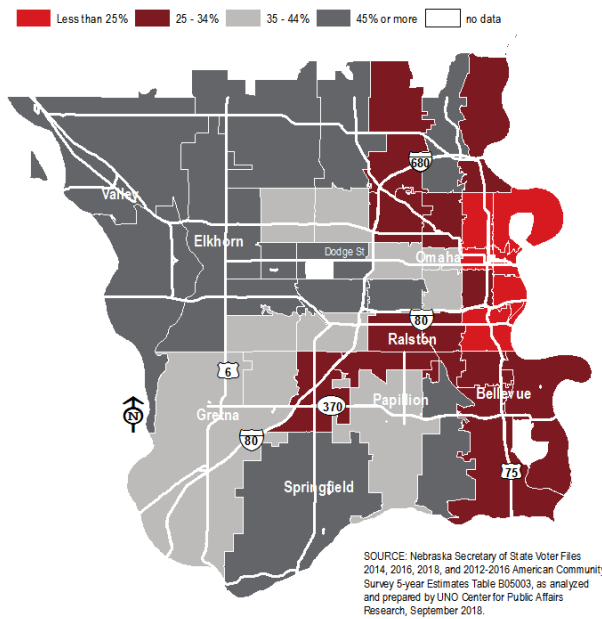 Less than 25% 25 - 34% 35 - 44% 45% or more no data
680
Valley
Elkhorn
Dodge St
Omaha
80
Ralston
6
370
Papillion
Bellevue
Gretna
N
80
75
Springfield
SOURCE: Nebraska Secretary of State Voter Files
2014, 2016, 2018, and 2012-2016 American Community
Survey 5-year Estimates Table B05003, as analyzed
and prepared by UNO Center for Public Affairs
Research, September 2018.